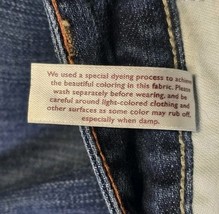 We used a special dyeing process to achieve
the beautiful coloring in this fabric. Please
wash separately before wearing, and be
careful around light-colored clothing and
other surfaces as some color may rub off,
especially when damp.